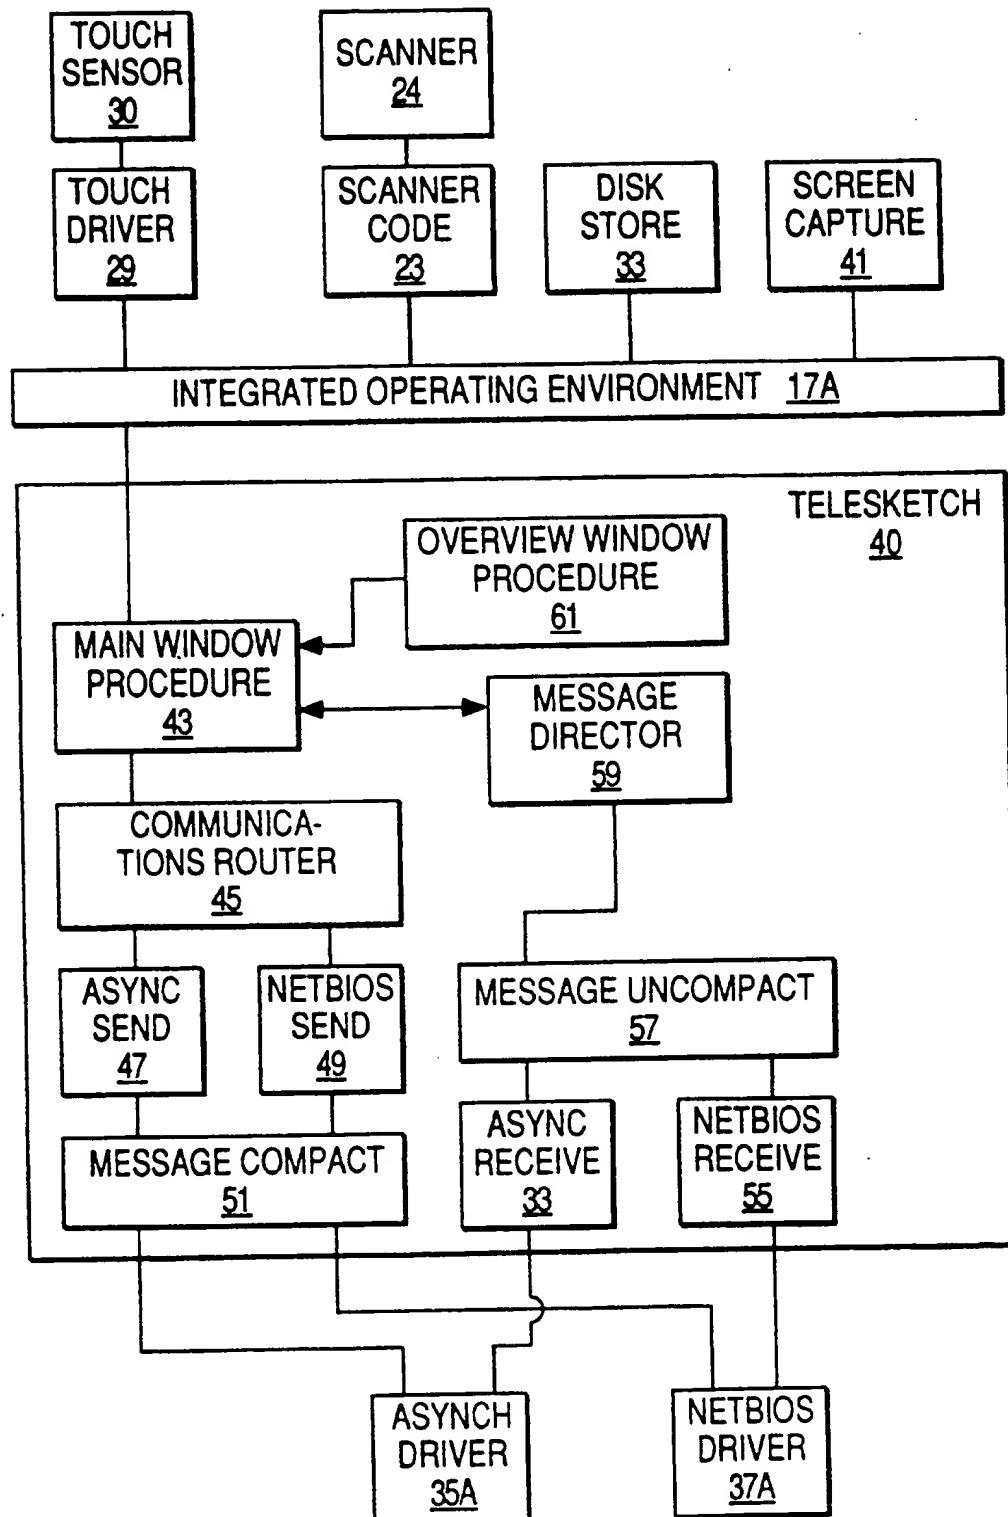 TOUCH
SENSOR
30
SCANNER
24
TOUCH
DRIVER
29
SCANNER
CODE
23
DISK
STORE
33
SCREEN
CAPTURE
41
INTEGRATED OPERATING ENVIRONMENT 17A
TELESKETCH
40
OVERVIEW WINDOW
PROCEDURE
61
MAIN WINDOW
PROCEDURE
43
MESSAGE
DIRECTOR
59
COMMUNICA-
TIONS ROUTER
45
ASYNC
SEND
47
NETBIOS
SEND
49
MESSAGE UNCOMPACT
57
MESSAGE COMPACT
51
ASYNC
RECEIVE
33
NETBIOS
RECEIVE
55
ASYNCH
DRIVER
35A
NETBIOS
DRIVER
37A